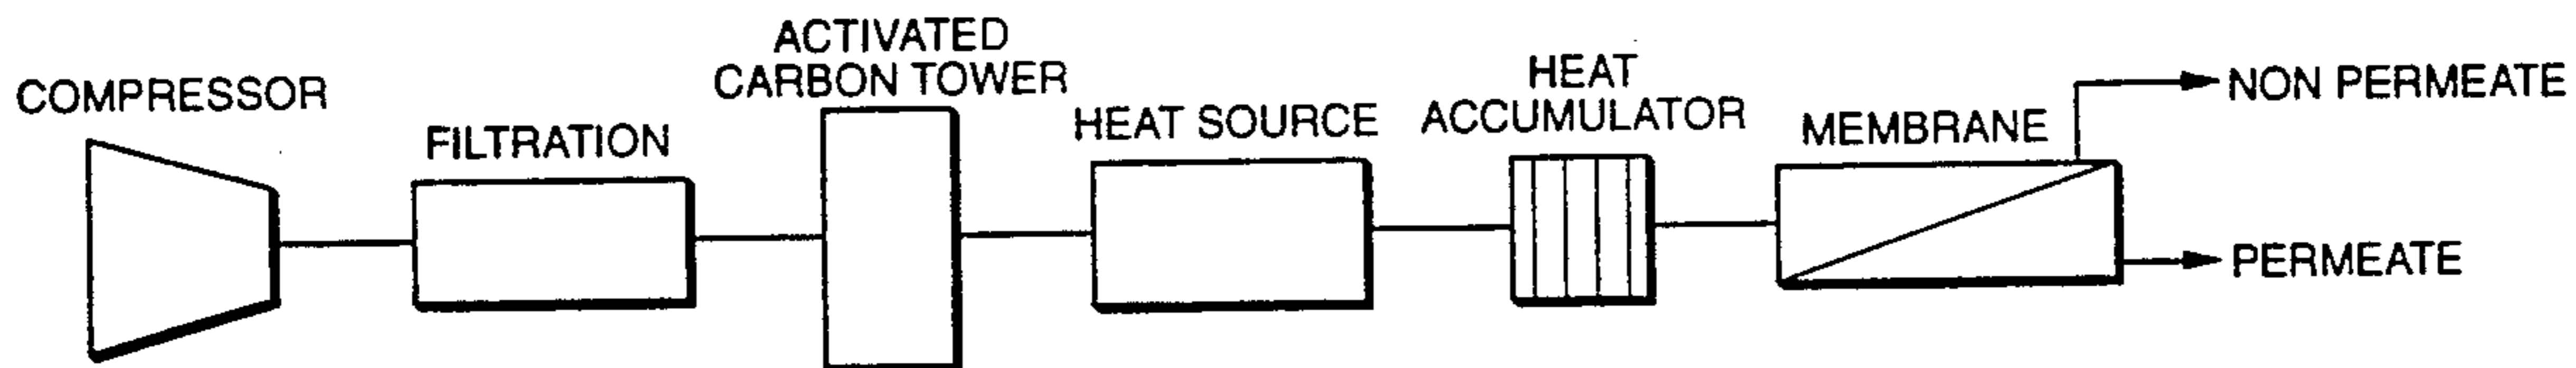 COMPRESSOR
FILTRATION
ACTIVATED
CARBON TOWER
HEAT SOURCE
HEAT
ACCUMULATOR
MEMBRANE
NON PERMEATE
PERMEATE